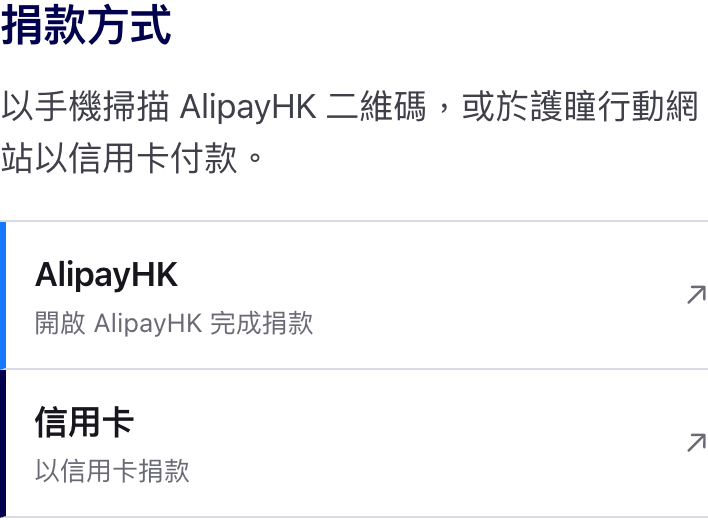 捐款方式
以手機掃描 AlipayHK 二維碼，或於護瞳行動網
站以信用卡付款。
AlipayHK
開啟 AlipayHK 完成捐款
信用卡
以信用卡捐款